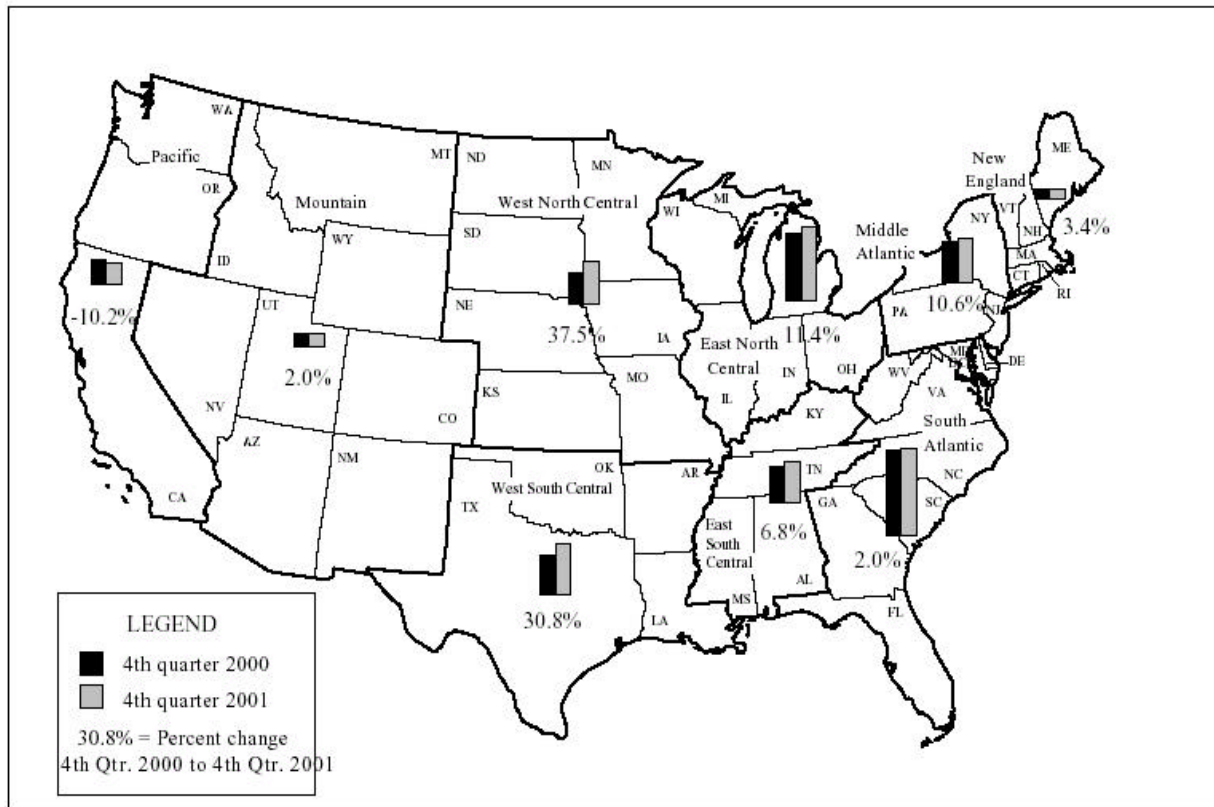 WA
Pacific
OR
ID
MT
Mountain
WY
ND
MN
West North Central
SD
NE
IA
WI
MI
New
England
ME
VT
NH
NY
MA
CT
RI
3.4%
Middle
Atlantic
10.6%
PA
NJ
DE
-10.2%
UT
2.0%
NV
CO
CA
AZ
NM
37.5%
KS
MO
East North
Central
11.4%
IL
IN
OH
KY
WV
VA
South
Atlantic
NC
SC
GA
2.0%
FL
OK
AR
TN
West South Central
TX
30.8%
LA
East
South
Central
6.8%
MS
AL
LEGEND
4th quarter 2000
4th quarter 2001
30.8% = Percent change
4th Qtr. 2000 to 4th Qtr. 2001